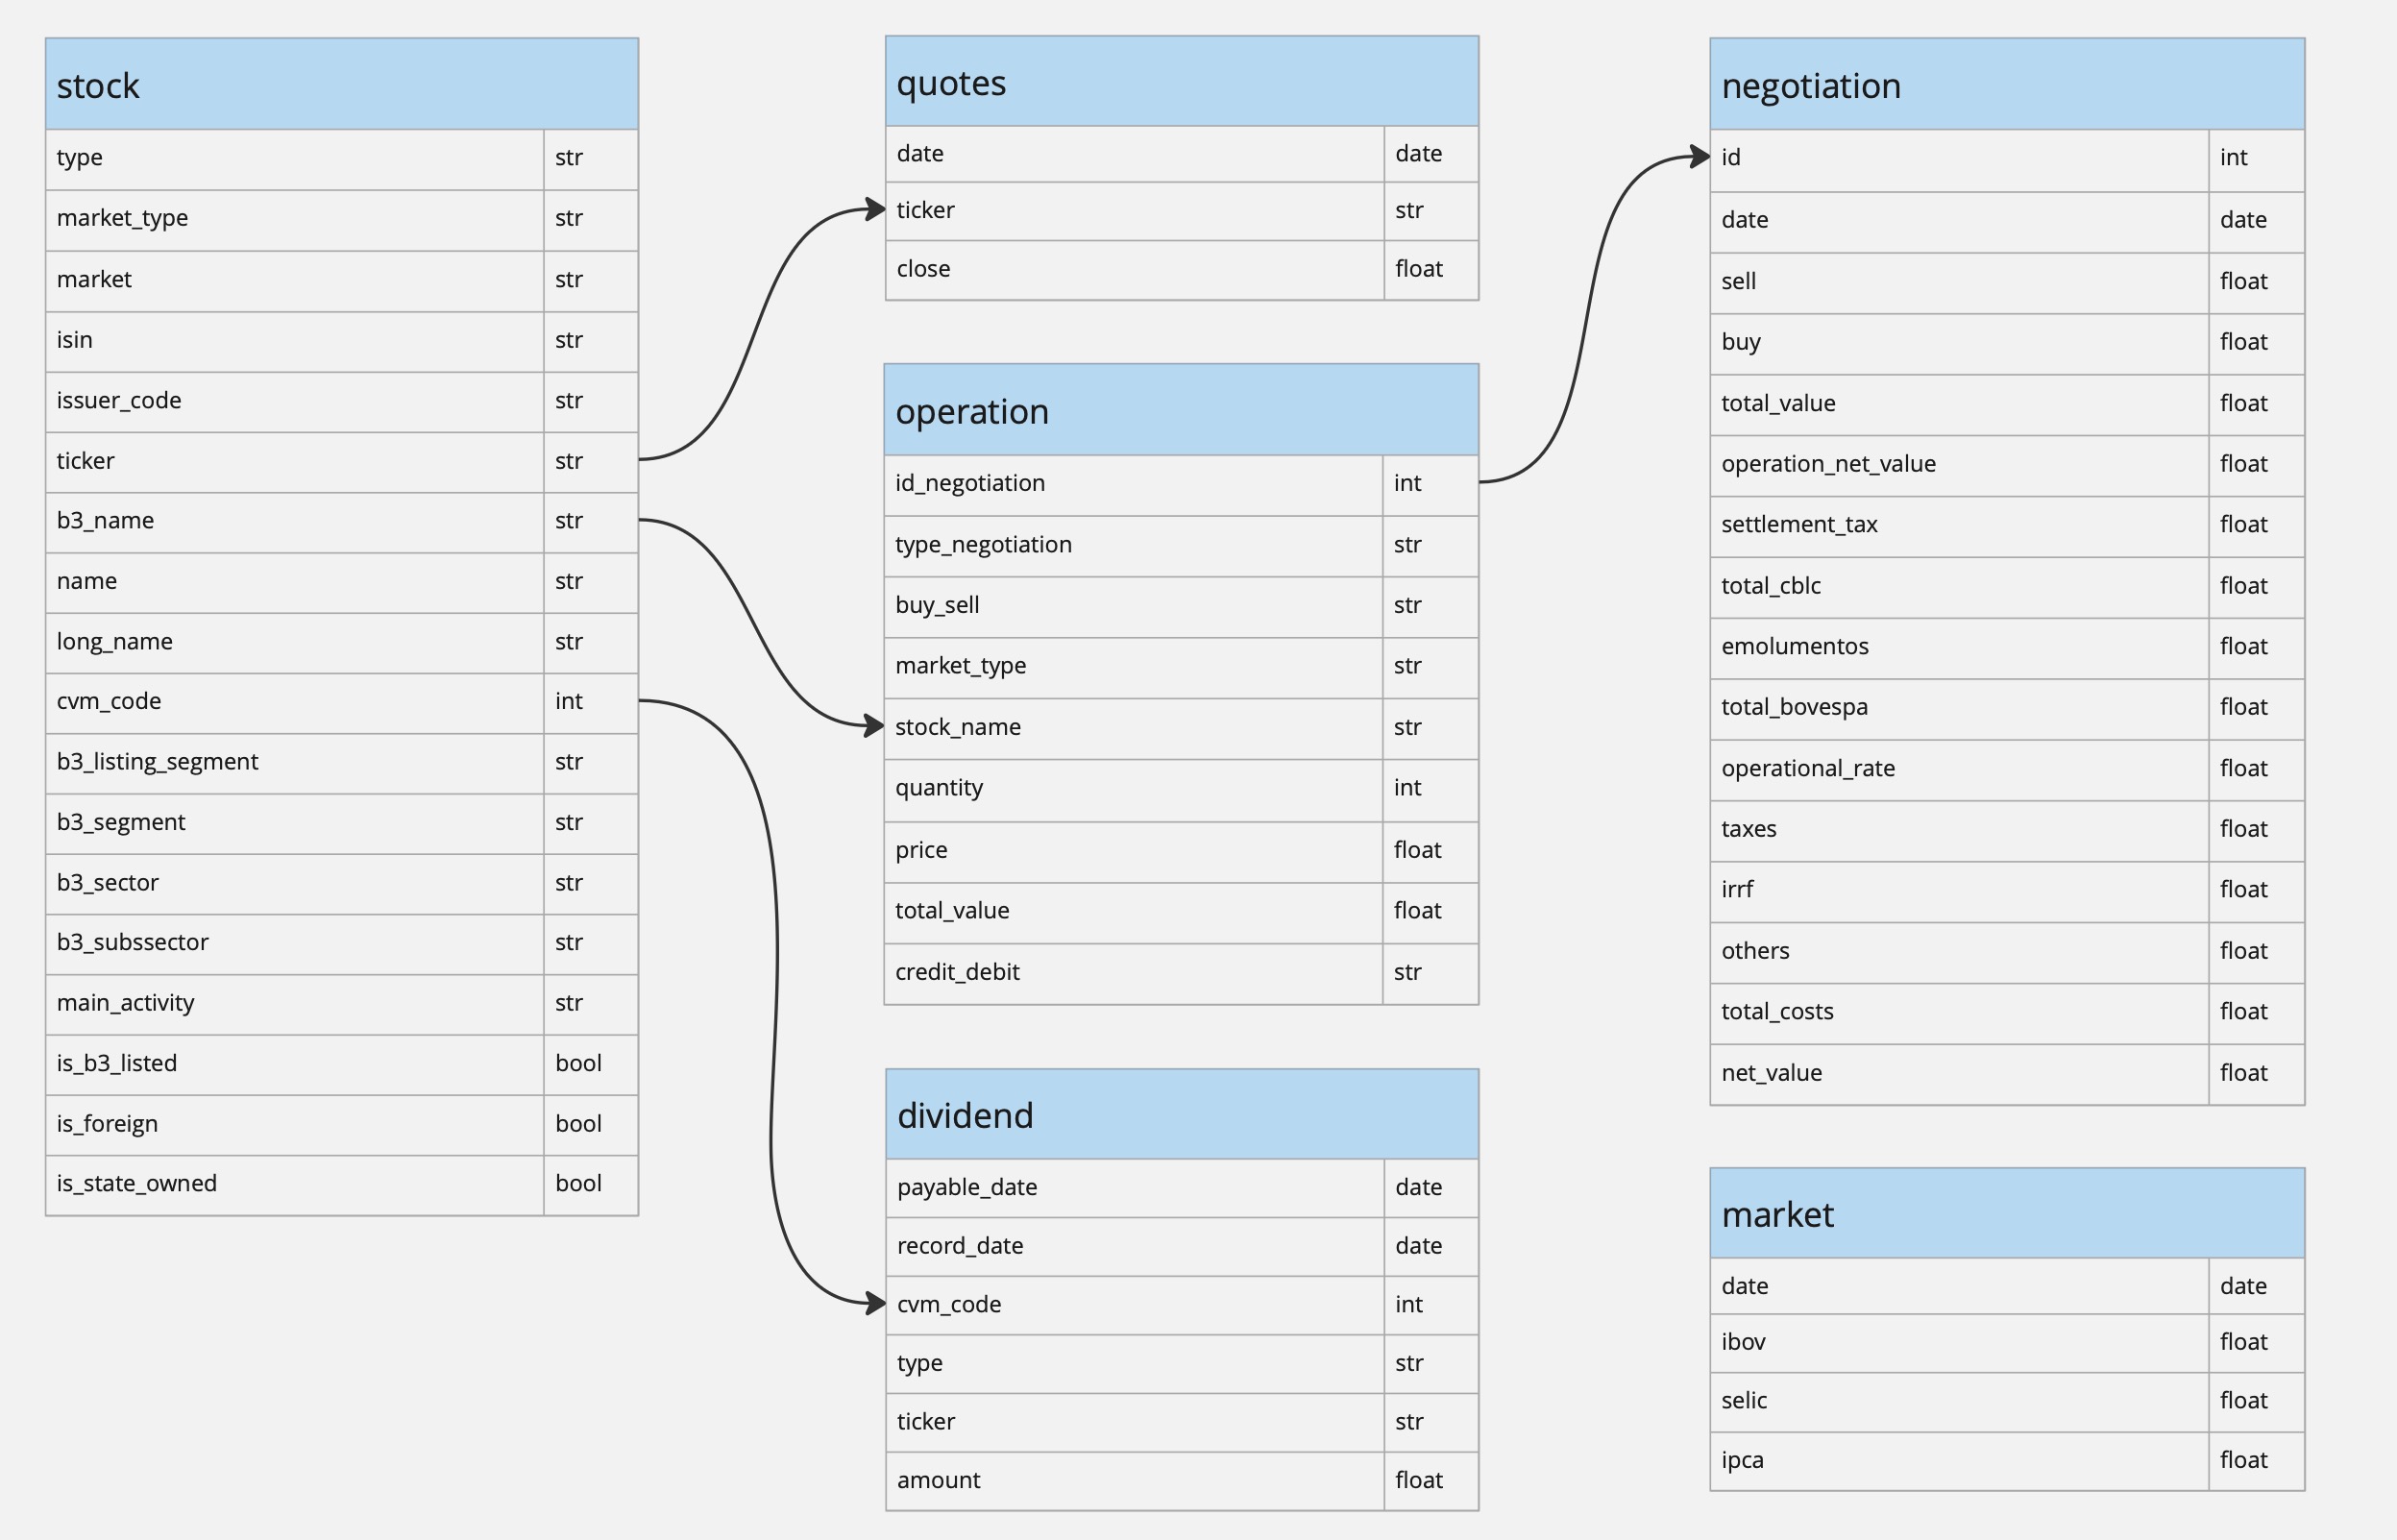 stock
type str
market_type str
market str
isin str
issuer_code str
ticker str
b3_name str
name str
long_name str
cvm_code int
b3_listing_segment str
b3_segment str
b3_sector str
b3_subssector str
main_activity str
is_b3_listed bool
is_foreign bool
is_state_owned bool
quotes
date date
ticker str
close float
operation
id_negotiation int
type_negotiation str
buy_sell str
market_type str
stock_name str
quantity int
price float
total_value float
credit_debit str
dividend
payable_date date
record_date date
cvm_code int
type str
ticker str
amount float
negotiation
id int
date date
sell float
buy float
total_value float
operation_net_value float
settlement_tax float
total_cblc float
emolumentos float
total_bovespa float
operational_rate float
taxes float
irrf float
others float
total_costs float
net_value float
market
date date
ibov float
selic float
ipca float